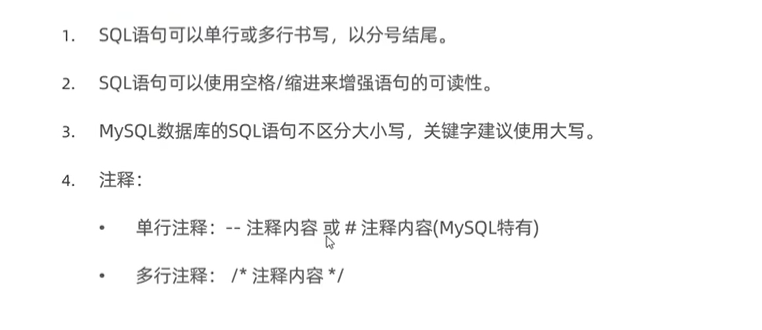 1. SQL语句可以单行或多行书写，以分号结尾。
2. SQL语句可以使用空格/缩进来增强语句的可读性。
3. MySQL数据库的SQL语句不区分大小写，关键字建议使用大写。
4. 注释：
• 单行注释：-- 注释内容 或 # 注释内容(MySQL特有)
• 多行注释： /* 注释内容 */